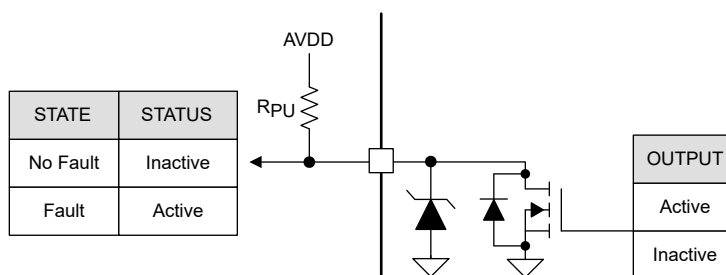 AVDD
RPU
STATE STATUS
No Fault Inactive
Fault Active
OUTPUT
Active
Inactive